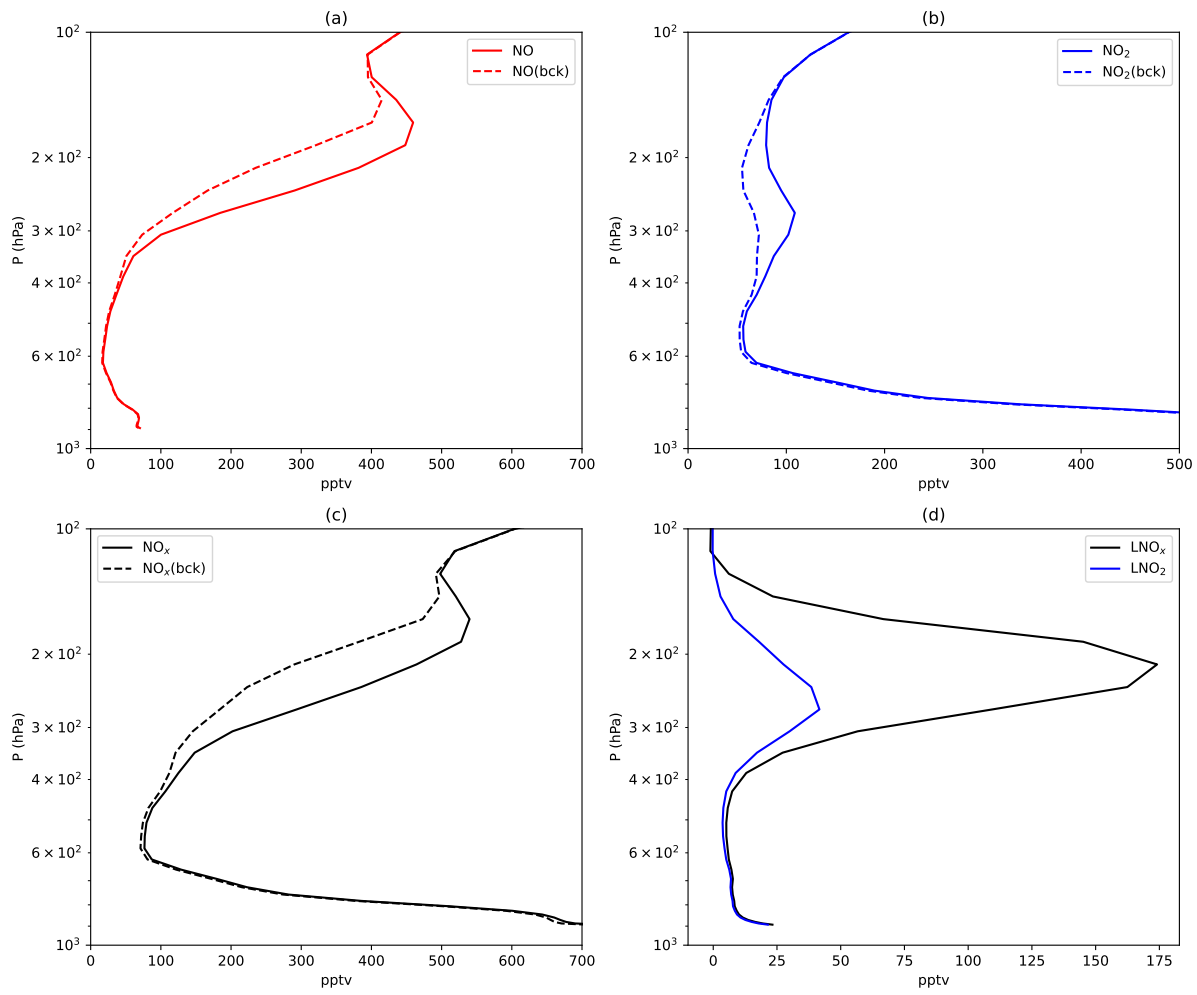 (a)
10²
2 × 10²
3 × 10²
4 × 10²
6 × 10²
10³
P (hPa)
NO
NO(bck)
0 100 200 300 400 500 600 700
pptv
(b)
10²
2 × 10²
3 × 10²
4 × 10²
6 × 10²
10³
P (hPa)
NO₂
NO₂(bck)
0 100 200 300 400 500
pptv
(c)
10²
2 × 10²
3 × 10²
4 × 10²
6 × 10²
10³
P (hPa)
NOₓ
NOₓ(bck)
0 100 200 300 400 500 600 700
pptv
(d)
10²
2 × 10²
3 × 10²
4 × 10²
6 × 10²
10³
P (hPa)
LNOₓ
LNO₂
0 25 50 75 100 125 150 175
pptv